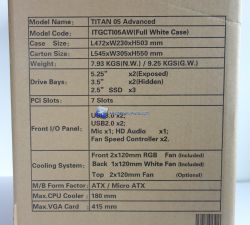 Model Name: TITAN 05 Advanced
Model Code: ITGCTI05AW(Full White Case)
Case Size: L472xW230xH503 mm
Carton Size: L545xW305xH550 mm
Weight: 7.93 KGS(N.W.) / 9.25 KGS(G.W.)
Drive Bays: 5.25" x2(Exposed)
3.5" x2(Hidden)
2.5" SSD x3
PCI Slots: 7 Slots
Front I/O Panel: USB3.0 x2;
USB2.0 x2;
Mic x1; HD Audio x1;
Fan Speed Controller x2.
Cooling System: Front 2x120mm RGB Fan (Included)
Back 1x120mm White Fan (Included)
Top 2x120mm Fan (Optional)
M/B Form Factor: ATX / Micro ATX
Max.CPU Cooler: 180 mm
Max.VGA Card: 415 mm